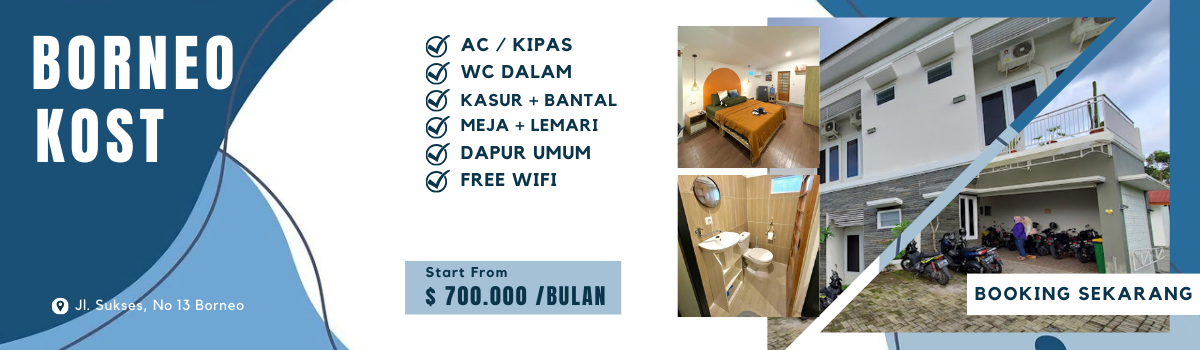 BORNEO
KOST
Jl. Sukses, No 13 Borneo
AC / KIPAS
WC DALAM
KASUR + BANTAL
MEJA + LEMARI
DAPUR UMUM
FREE WIFI
Start From
$ 700.000 /BULAN
BOOKING SEKARANG